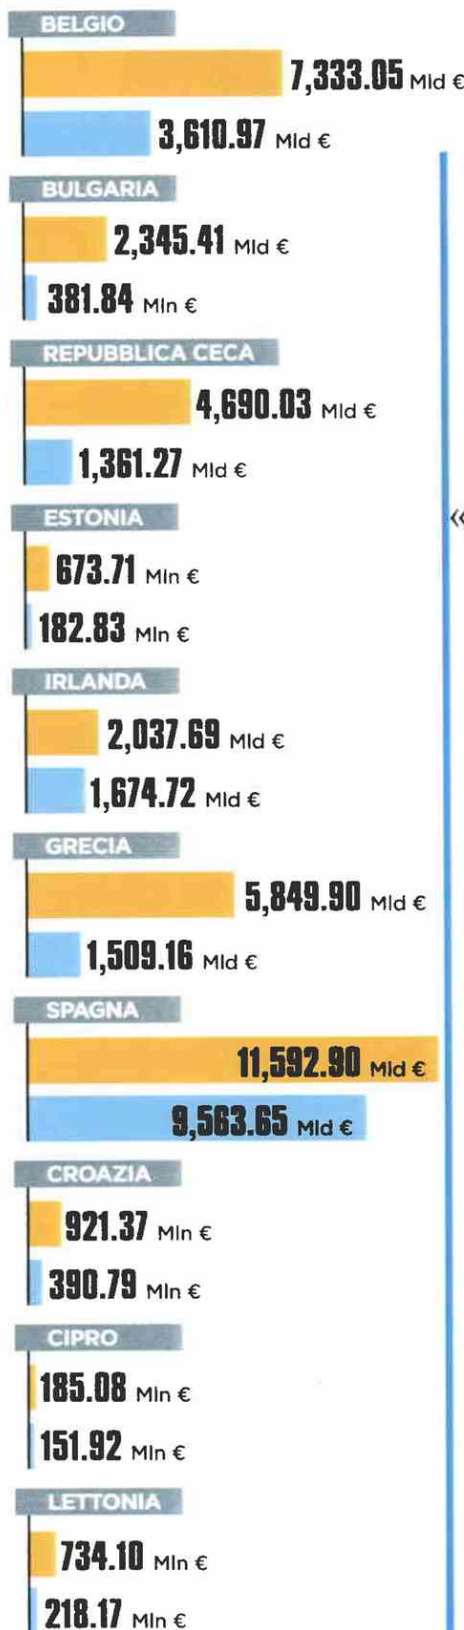 BELGIO
7,333.05 Mld €
3,610.97 Mld €
BULGARIA
2,345.41 Mld €
381.84 Mln €
REPUBBLICA CECA
4,690.03 Mld €
1,361.27 Mld €
ESTONIA
673.71 Mln €
182.83 Mln €
«
IRLANDA
2,037.69 Mld €
1,674.72 Mld €
GRECIA
5,849.90 Mld €
1,509.16 Mld €
SPAGNA
11,592.90 Mld €
9,563.65 Mld €
CROAZIA
921.37 Mln €
390.79 Mln €
CIPRO
185.08 Mln €
151.92 Mln €
LETTONIA
734.10 Mln €
218.17 Mln €